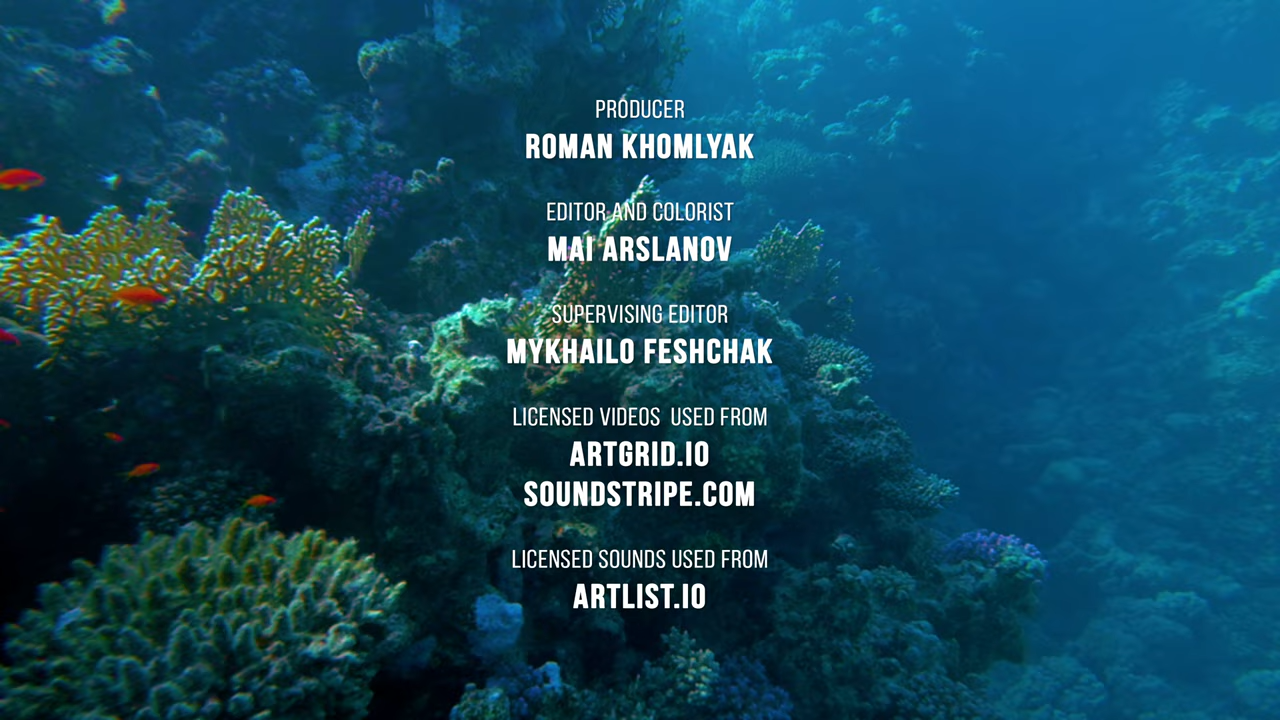 PRODUCER
ROMAN KHOMLYAK
EDITOR AND COLORIST
MAI ARSLANOV
SUPERVISING EDITOR
MYKHAILO FESHCHAK
LICENSED VIDEOS USED FROM
ARTGRID.IO
SOUNDSTRIPE.COM
LICENSED SOUNDS USED FROM
ARTLIST.IO